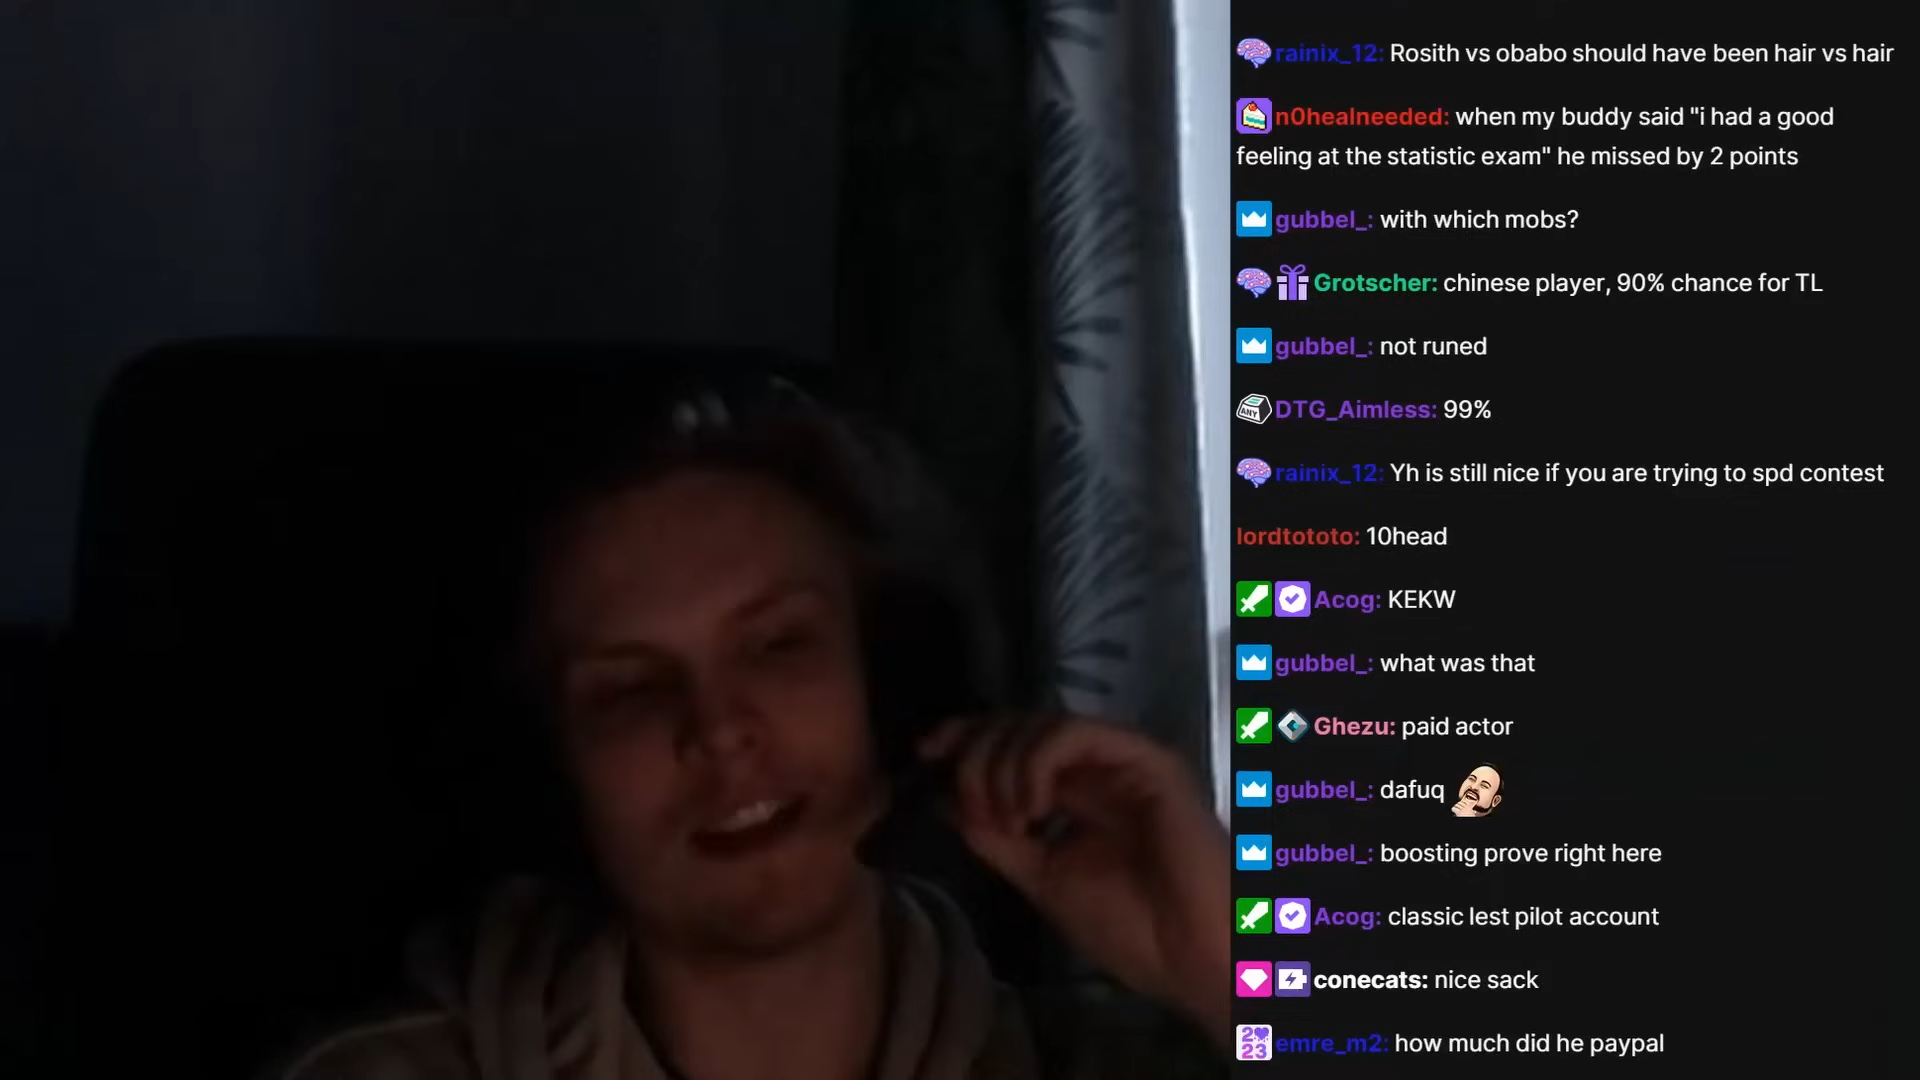 rainix_12: Rosith vs obabo should have been hair vs hair
n0healneeded: when my buddy said "i had a good
feeling at the statistic exam" he missed by 2 points
gubbel_: with which mobs?
Grotscher: chinese player, 90% chance for TL
gubbel_: not runed
ANY DTG_Aimless: 99%
rainix_12: Yh is still nice if you are trying to spd contest
lordtototo: 10head
Acog: KEKW
gubbel_: what was that
Ghezu: paid actor
gubbel_: dafuq
gubbel_: boosting prove right here
Acog: classic lest pilot account
conecats: nice sack
2 23 emre_m2: how much did he paypal